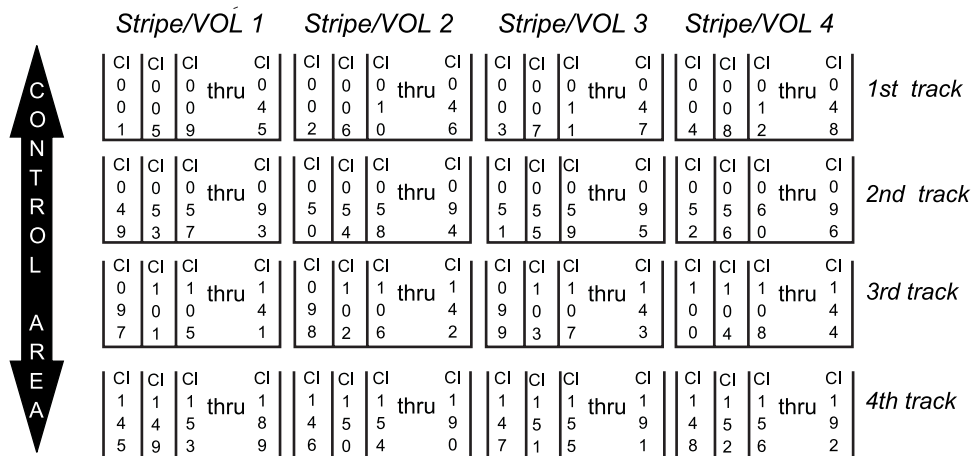 Stripe/VOL 1 Stripe/VOL 2 Stripe/VOL 3 Stripe/VOL 4
CONTROL AREA
CI 001 CI 005 CI 009 thru CI 045 CI 002 CI 006 CI 010 thru CI 046 CI 003 CI 007 CI 011 thru CI 047 CI 004 CI 008 CI 012 thru CI 048 1st track
CI 049 CI 053 CI 057 thru CI 093 CI 050 CI 054 CI 058 thru CI 094 CI 051 CI 055 CI 059 thru CI 095 CI 052 CI 056 CI 060 thru CI 096 2nd track
CI 097 CI 101 CI 105 thru CI 141 CI 098 CI 102 CI 106 thru CI 142 CI 099 CI 103 CI 107 thru CI 143 CI 100 CI 104 CI 108 thru CI 144 3rd track
CI 145 CI 149 CI 153 thru CI 189 CI 146 CI 150 CI 154 thru CI 190 CI 147 CI 151 CI 155 thru CI 191 CI 148 CI 152 CI 156 thru CI 192 4th track